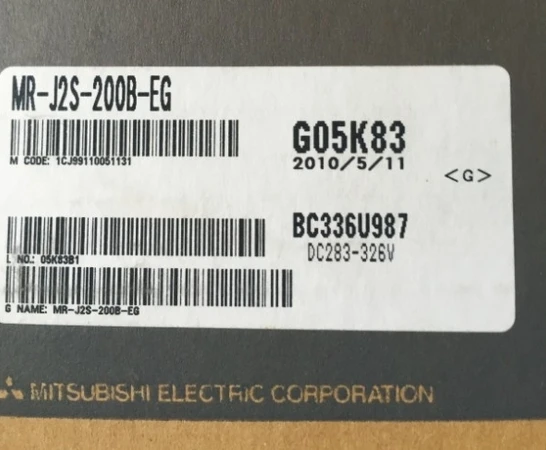 MR-J2S-200B-EG
M CODE: 1CJ99110051131
G05K83
2010/5/11
<G>
L NO.: 05K83B1
BC336U987
DC283-326V
G NAME: MR-J2S-200B-EG
MITSUBISHI ELECTRIC CORPORATION